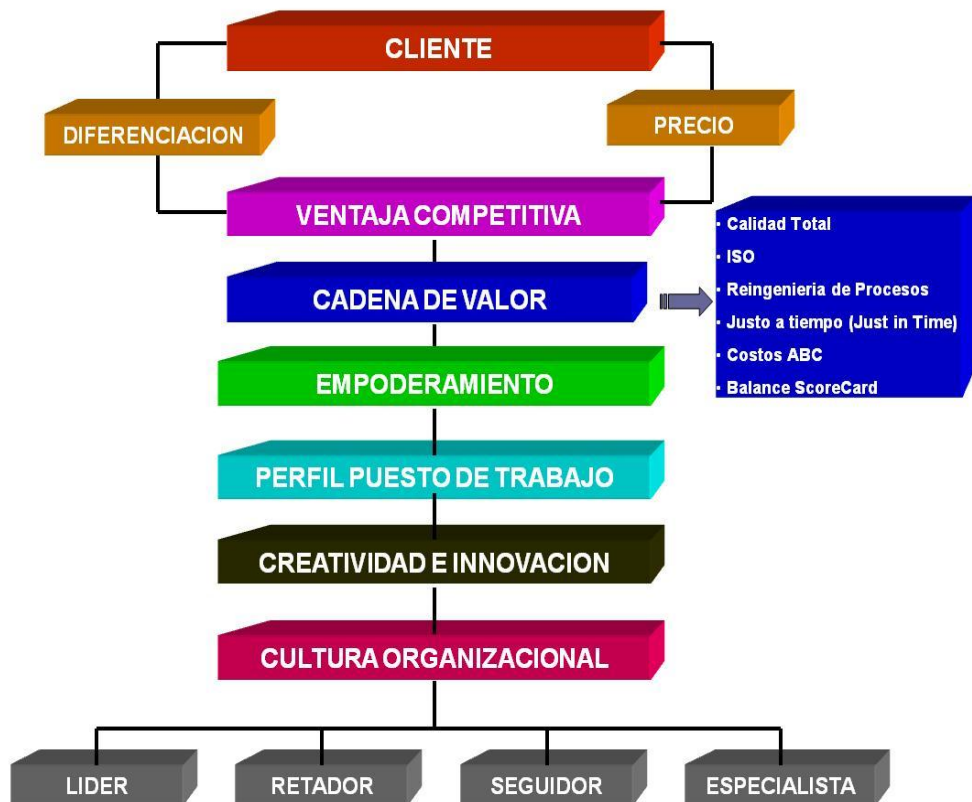 CLIENTE
DIFERENCIACION
PRECIO
VENTAJA COMPETITIVA
CADENA DE VALOR
· Calidad Total
· ISO
· Reingenieria de Procesos
· Justo a tiempo (Just in Time)
· Costos ABC
· Balance ScoreCard
EMPODERAMIENTO
PERFIL PUESTO DE TRABAJO
CREATIVIDAD E INNOVACION
CULTURA ORGANIZACIONAL
LIDER
RETADOR
SEGUIDOR
ESPECIALISTA